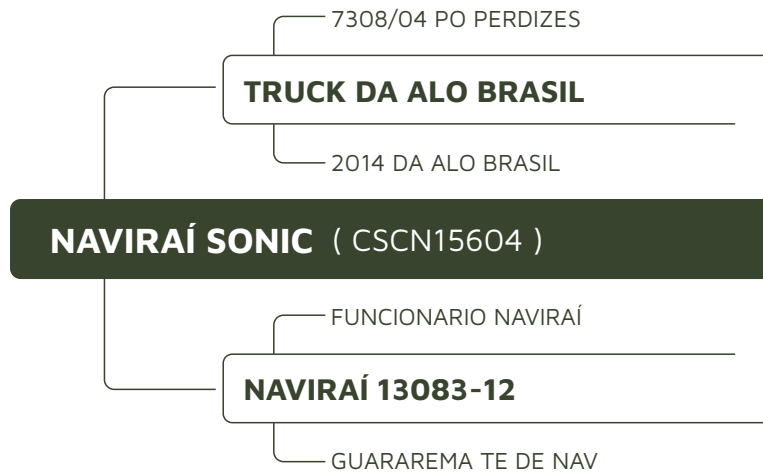 7308/04 PO PERDIZES
TRUCK DA ALO BRASIL
2014 DA ALO BRASIL
NAVIRAÍ SONIC ( CSCN15604 )
FUNCIONARIO NAVIRAÍ
NAVIRAÍ 13083-12
GUARAREMA TE DE NAV